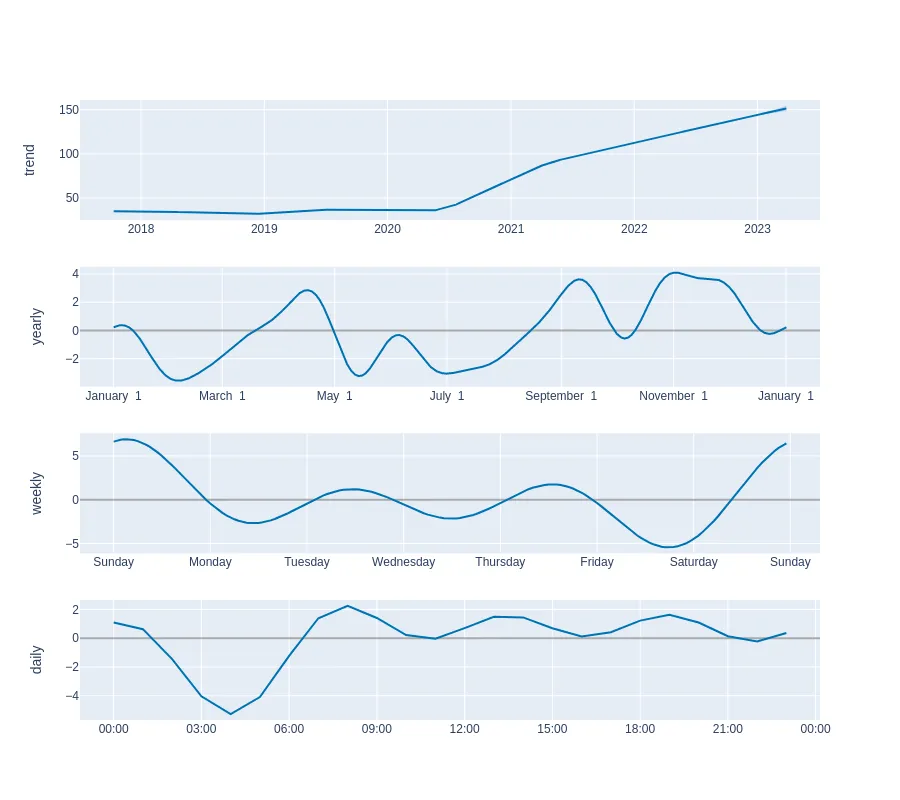 trend
150
100
50
2018 2019 2020 2021 2022 2023
yearly
4
2
0
−2
January 1 March 1 May 1 July 1 September 1 November 1 January 1
weekly
5
0
−5
Sunday Monday Tuesday Wednesday Thursday Friday Saturday Sunday
daily
2
0
−2
−4
00:00 03:00 06:00 09:00 12:00 15:00 18:00 21:00 00:00